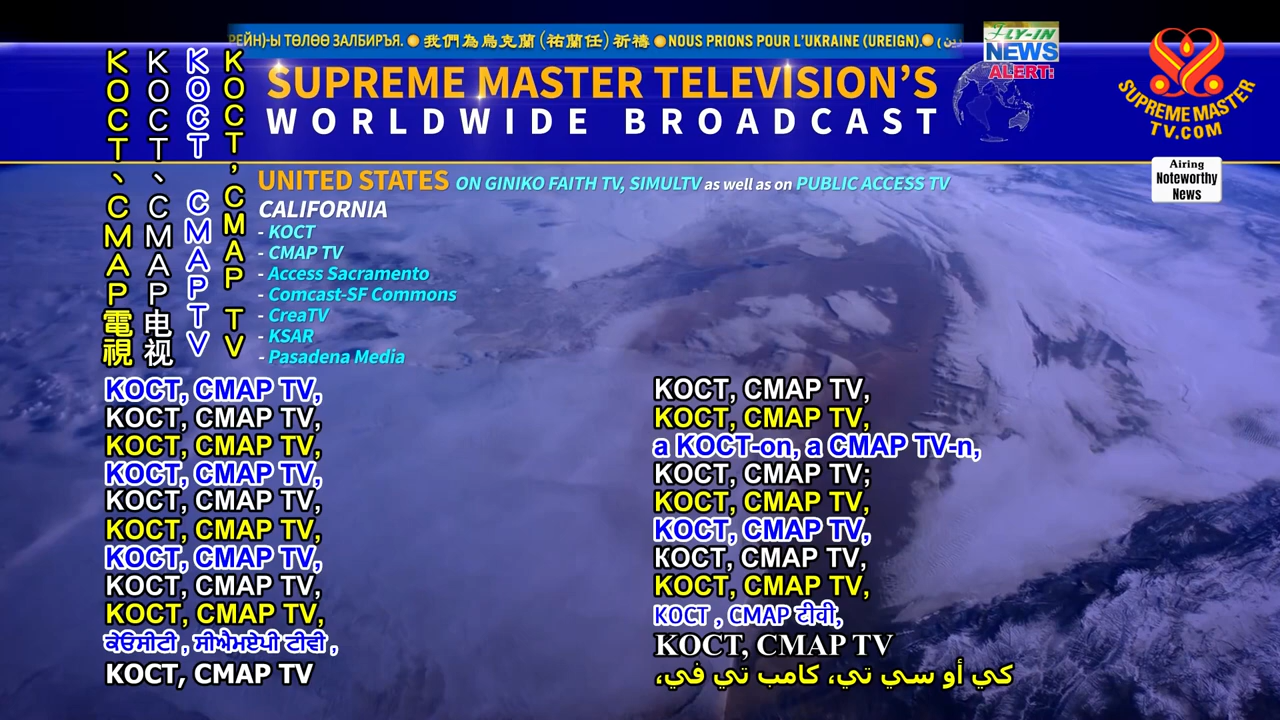 РЕЙН)-Ы ТӨЛӨӨ ЗАЛБИРЪЯ. 我們為烏克蘭(祐蘭任)祈禱 NOUS PRIONS POUR L'UKRAINE (UREIGN).
FLY-IN
NEWS
ALERT:
SUPREME MASTER TELEVISION'S
WORLDWIDE BROADCAST
SUPREME MASTER
TV.COM
Airing
Noteworthy
News
KOCT、CMAP電視
KOCT、CMAP电视
KOCT CMAP TV
KOCT,CMAP TV
UNITED STATES ON GINIKO FAITH TV, SIMULTV as well as on PUBLIC ACCESS TV
CALIFORNIA
- KOCT
- CMAP TV
- Access Sacramento
- Comcast-SF Commons
- CreaTV
- KSAR
- Pasadena Media
KOCT, CMAP TV,
KOCT, CMAP TV,
KOCT, CMAP TV,
KOCT, CMAP TV,
KOCT, CMAP TV,
KOCT, CMAP TV,
KOCT, CMAP TV,
KOCT, CMAP TV,
KOCT, CMAP TV,
ਕੇਓਸੀਟੀ , ਸੀਐਮਏਪੀ ਟੀਵੀ ,
KOCT, CMAP TV
KOCT, CMAP TV,
KOCT, CMAP TV,
a KOCT-on, a CMAP TV-n,
KOCT, CMAP TV;
KOCT, CMAP TV,
KOCT, CMAP TV,
KOCT, CMAP TV,
KOCT, CMAP TV,
KOCT , CMAP टीवी,
KOCT, CMAP TV
كي أو سي تي، كامب تي في،